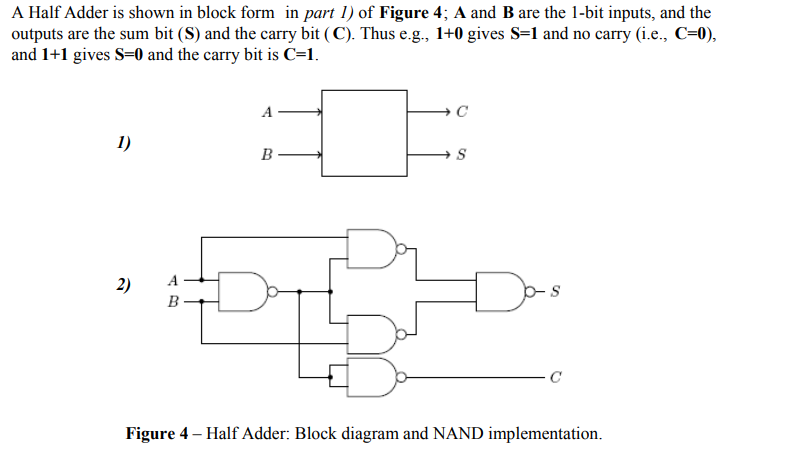 A Half Adder is shown in block form in part 1) of Figure 4; A and B are the 1-bit inputs, and the
outputs are the sum bit (S) and the carry bit ( C). Thus e.g., 1+0 gives S=1 and no carry (i.e., C=0),
and 1+1 gives S=0 and the carry bit is C=1.
A C
1)
B S
2) A
S
B
C
Figure 4 – Half Adder: Block diagram and NAND implementation.